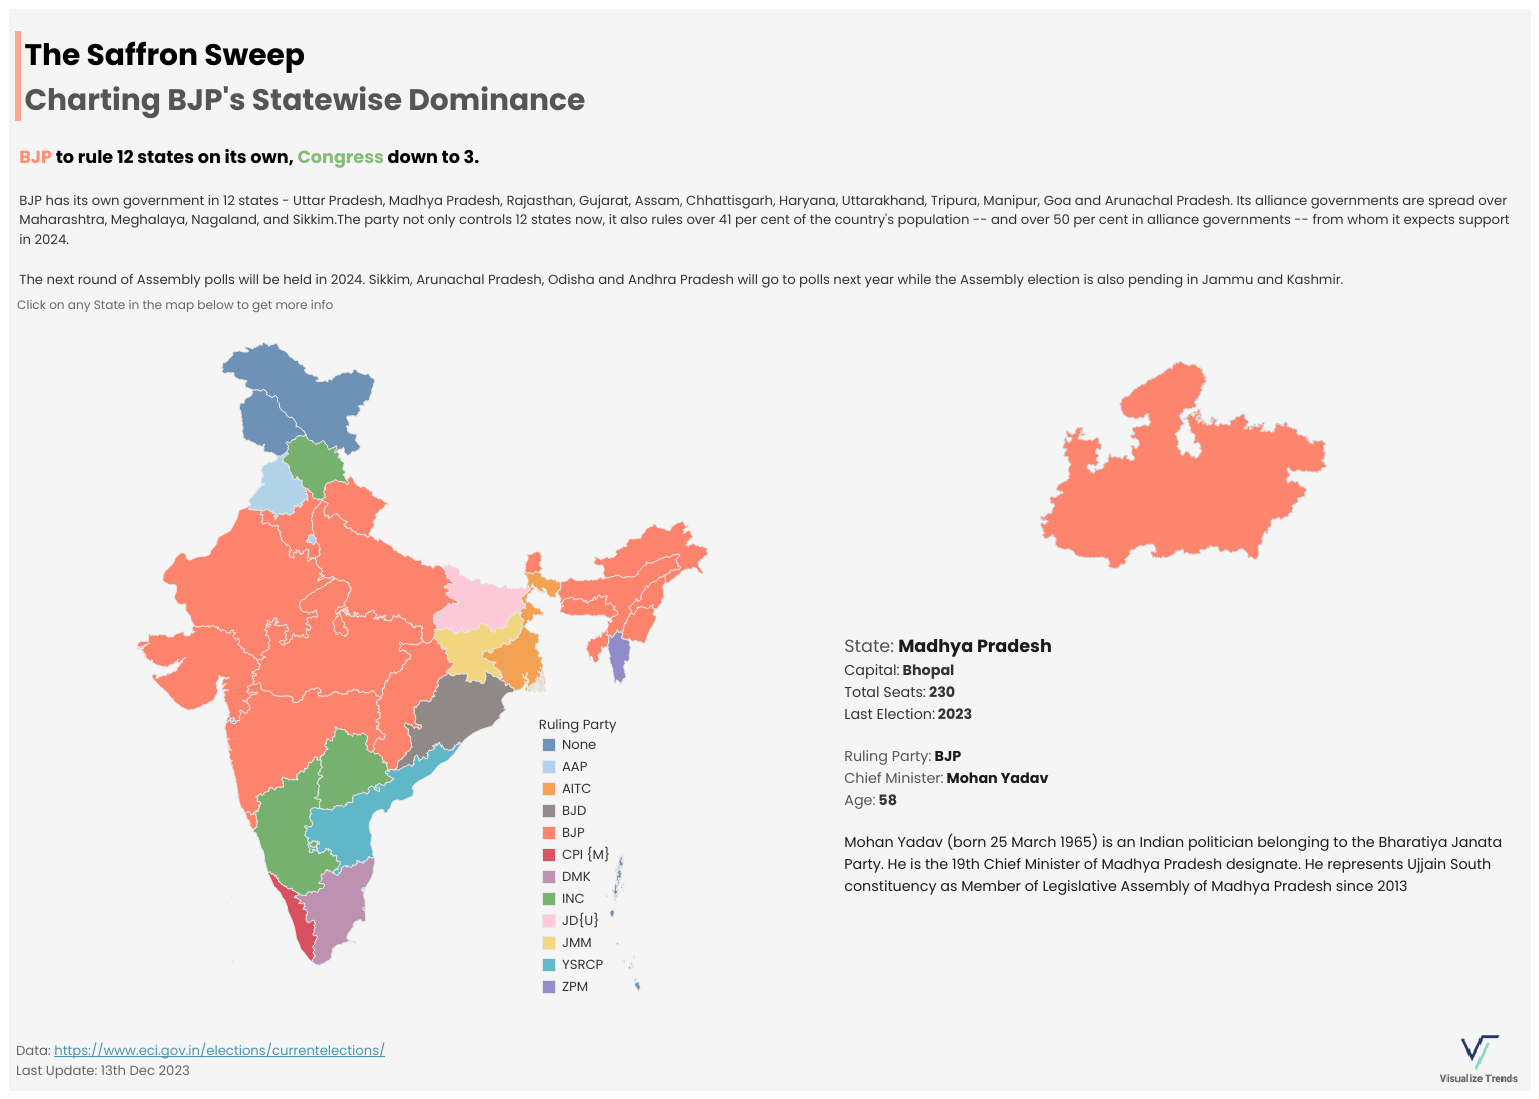 The Saffron Sweep
Charting BJP's Statewise Dominance
BJP to rule 12 states on its own, Congress down to 3.
BJP has its own government in 12 states - Uttar Pradesh, Madhya Pradesh, Rajasthan, Gujarat, Assam, Chhattisgarh, Haryana, Uttarakhand, Tripura, Manipur, Goa and Arunachal Pradesh. Its alliance governments are spread over
Maharashtra, Meghalaya, Nagaland, and Sikkim.The party not only controls 12 states now, it also rules over 41 per cent of the country's population -- and over 50 per cent in alliance governments -- from whom it expects support
in 2024.
The next round of Assembly polls will be held in 2024. Sikkim, Arunachal Pradesh, Odisha and Andhra Pradesh will go to polls next year while the Assembly election is also pending in Jammu and Kashmir.
Click on any State in the map below to get more info
Ruling Party
None
AAP
AITC
BJD
BJP
CPI {M}
DMK
INC
JD{U}
JMM
YSRCP
ZPM
State: Madhya Pradesh
Capital: Bhopal
Total Seats: 230
Last Election: 2023
Ruling Party: BJP
Chief Minister: Mohan Yadav
Age: 58
Mohan Yadav (born 25 March 1965) is an Indian politician belonging to the Bharatiya Janata
Party. He is the 19th Chief Minister of Madhya Pradesh designate. He represents Ujjain South
constituency as Member of Legislative Assembly of Madhya Pradesh since 2013
Data: https://www.eci.gov.in/elections/currentelections/
Last Update: 13th Dec 2023
Visualize Trends